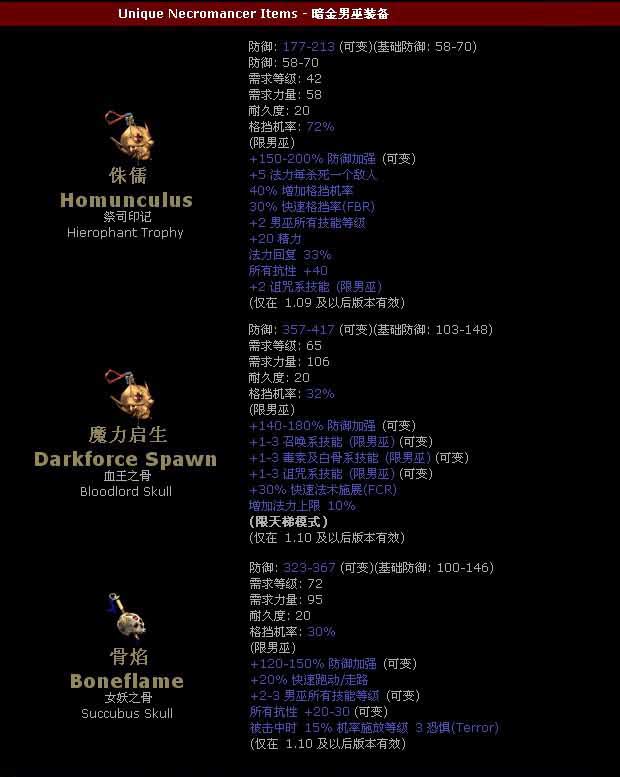 Unique Necromancer Items - 暗金男巫装备
侏儒
Homunculus
祭司印记
Hierophant Trophy
防御: 177-213 (可变)(基础防御: 58-70)
防御: 58-70
需求等级: 42
需求力量: 58
耐久度: 20
格挡机率: 72%
(限男巫)
+150-200% 防御加强 (可变)
+5 法力每杀死一个敌人
40% 增加格挡机率
30% 快速格挡率(FBR)
+2 男巫所有技能等级
+20 精力
法力回复 33%
所有抗性 +40
+2 诅咒系技能 (限男巫)
(仅在 1.09 及以后版本有效)
魔力启生
Darkforce Spawn
血王之骨
Bloodlord Skull
防御: 357-417 (可变)(基础防御: 103-148)
需求等级: 65
需求力量: 106
耐久度: 20
格挡机率: 32%
(限男巫)
+140-180% 防御加强 (可变)
+1-3 召唤系技能 (限男巫) (可变)
+1-3 毒素及白骨系技能 (限男巫) (可变)
+1-3 诅咒系技能 (限男巫) (可变)
+30% 快速法术施展(FCR)
增加法力上限 10%
(限天梯模式)
(仅在 1.10 及以后版本有效)
骨焰
Boneflame
女妖之骨
Succubus Skull
防御: 323-367 (可变)(基础防御: 100-146)
需求等级: 72
需求力量: 95
耐久度: 20
格挡机率: 30%
(限男巫)
+120-150% 防御加强 (可变)
+20% 快速跑动/走路
+2-3 男巫所有技能等级 (可变)
所有抗性 +20-30 (可变)
被击中时 15% 机率施放等级 3 恐惧(Terror)
(仅在 1.10 及以后版本有效)